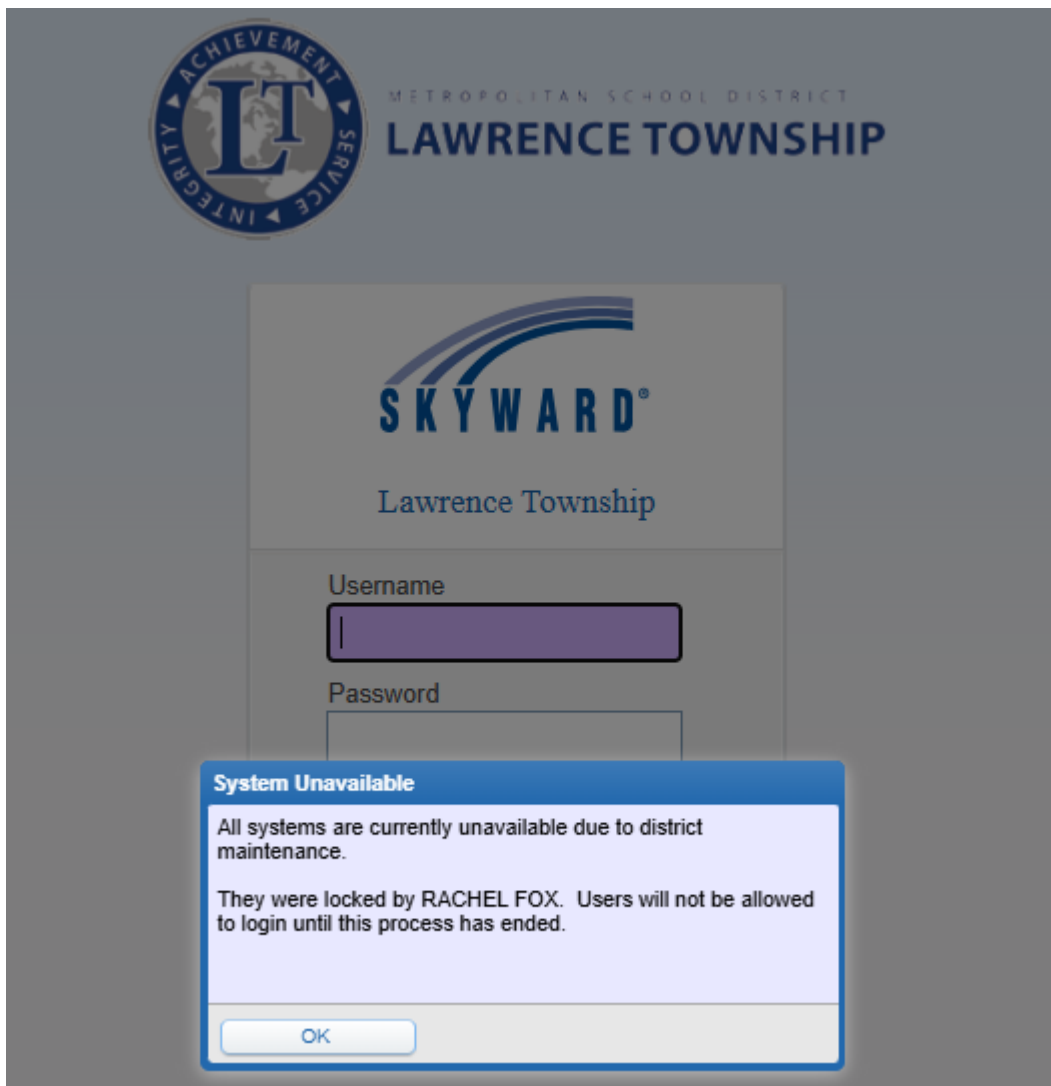 ACHIEVEMENT ▸ SERVICE ▸ INTEGRITY ▸
LT
METROPOLITAN SCHOOL DISTRICT
LAWRENCE TOWNSHIP
SKYWARD®
Lawrence Township
Username
Password
System Unavailable
All systems are currently unavailable due to district
maintenance.
They were locked by RACHEL FOX. Users will not be allowed
to login until this process has ended.
OK